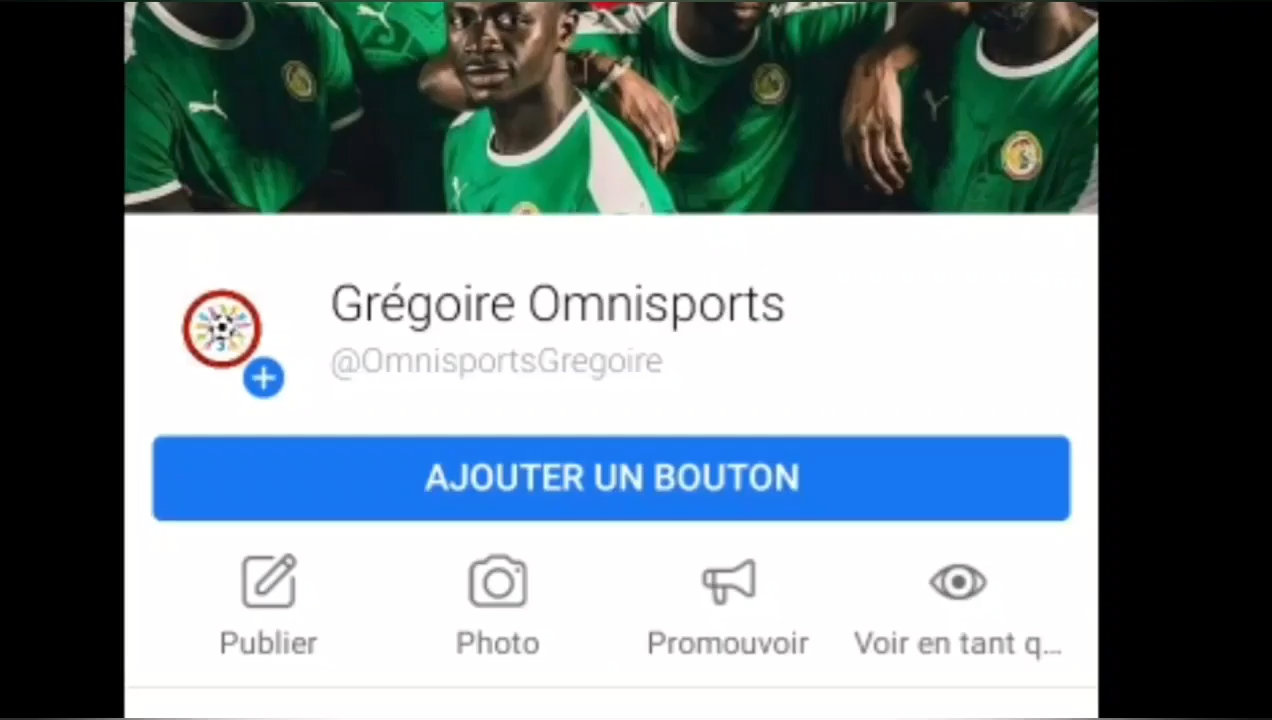 Grégoire Omnisports
@OmnisportsGregoire
AJOUTER UN BOUTON
Publier
Photo
Promouvoir
Voir en tant q...